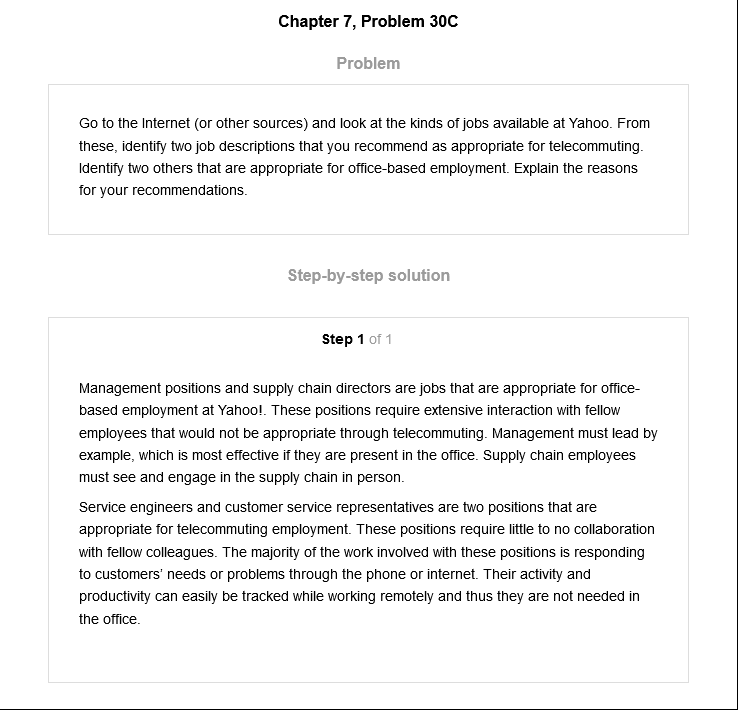 Chapter 7, Problem 30C
Problem
Go to the Internet (or other sources) and look at the kinds of jobs available at Yahoo. From
these, identify two job descriptions that you recommend as appropriate for telecommuting.
Identify two others that are appropriate for office-based employment. Explain the reasons
for your recommendations.
Step-by-step solution
Step 1 of 1
Management positions and supply chain directors are jobs that are appropriate for office-
based employment at Yahoo!. These positions require extensive interaction with fellow
employees that would not be appropriate through telecommuting. Management must lead by
example, which is most effective if they are present in the office. Supply chain employees
must see and engage in the supply chain in person.
Service engineers and customer service representatives are two positions that are
appropriate for telecommuting employment. These positions require little to no collaboration
with fellow colleagues. The majority of the work involved with these positions is responding
to customers' needs or problems through the phone or internet. Their activity and
productivity can easily be tracked while working remotely and thus they are not needed in
the office.